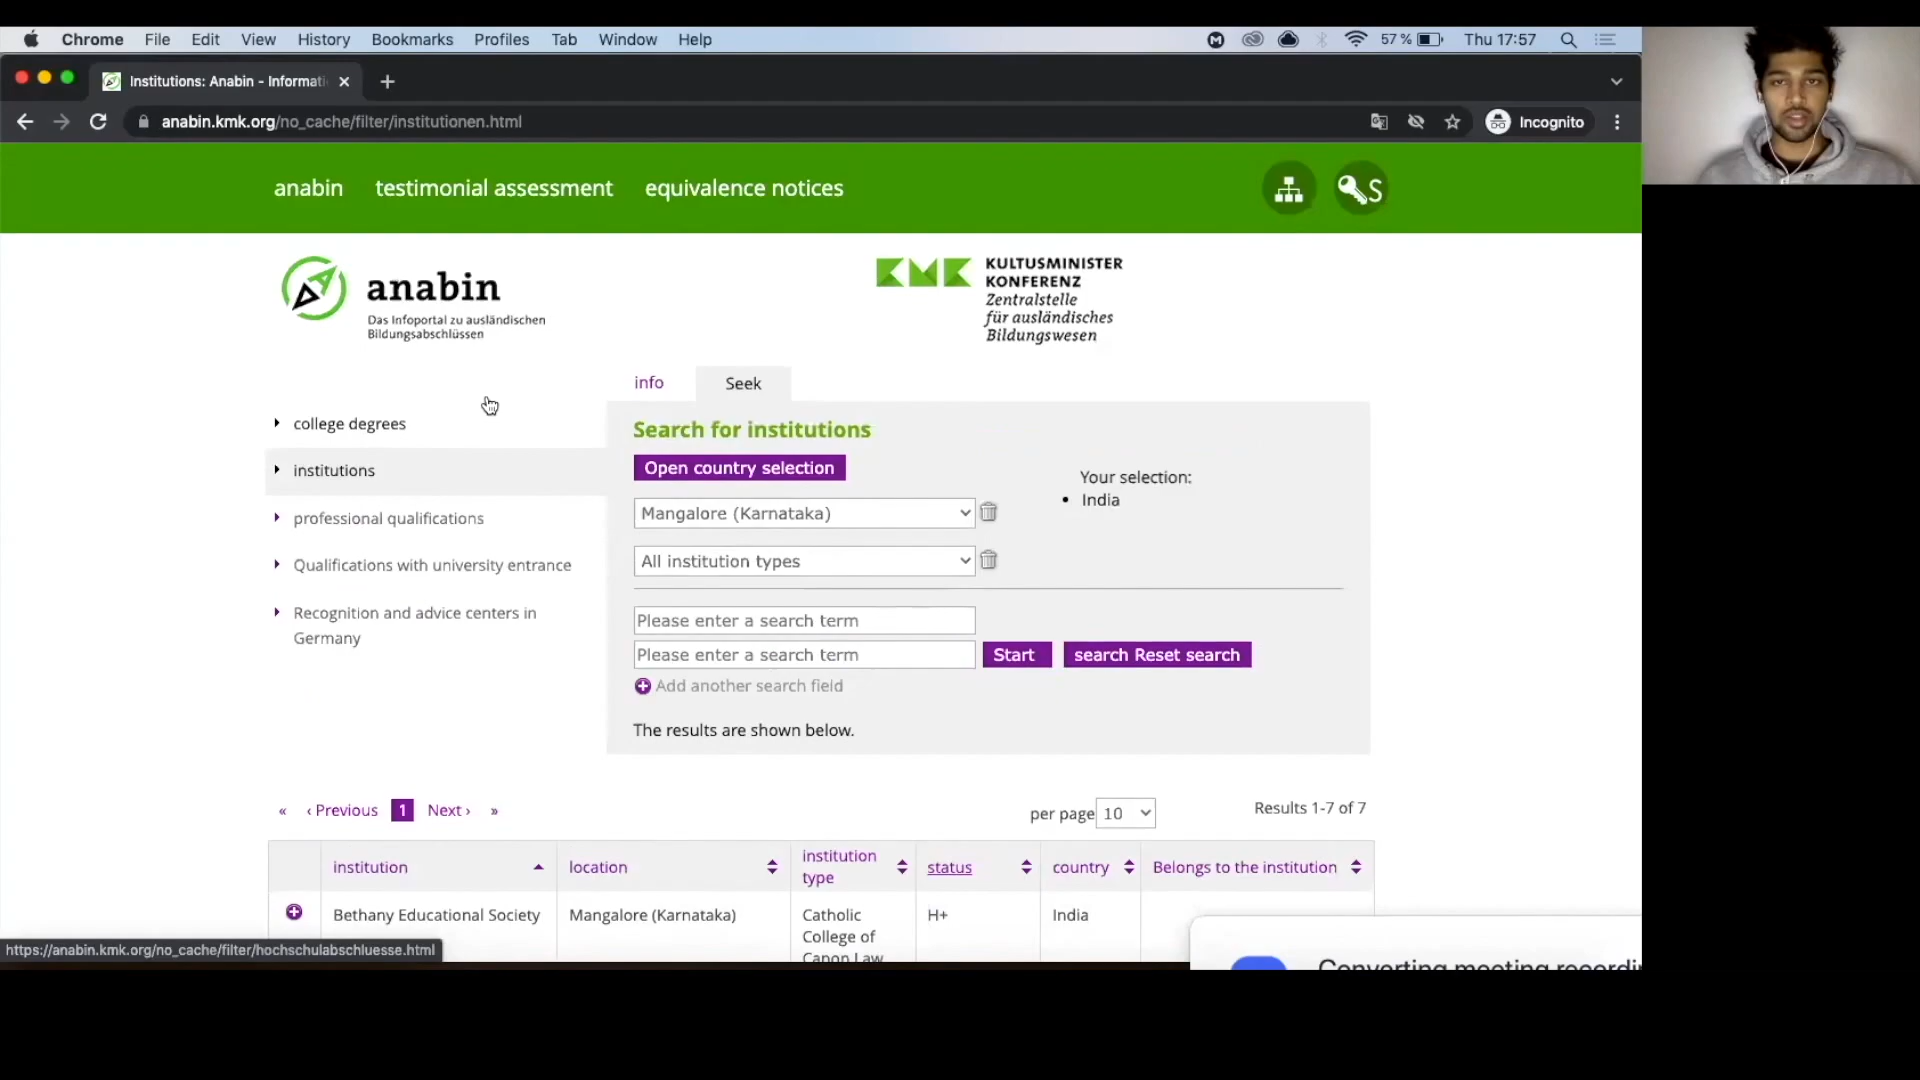 Chrome File Edit View History Bookmarks Profiles Tab Window Help 57 % Thu 17:57
Institutions: Anabin - Informati
anabin.kmk.org/no_cache/filter/institutionen.html Incognito
anabin testimonial assessment equivalence notices S
anabin
Das Infoportal zu ausländischen
Bildungsabschlüssen
KMK
KULTUSMINISTER
KONFERENZ
Zentralstelle
für ausländisches
Bildungswesen
info Seek
college degrees
institutions
professional qualifications
Qualifications with university entrance
Recognition and advice centers in
Germany
Search for institutions
Open country selection
Your selection:
• India
Mangalore (Karnataka)
All institution types
Please enter a search term
Please enter a search term Start search Reset search
Add another search field
The results are shown below.
« ‹ Previous 1 Next › » per page 10 Results 1-7 of 7
institution location institution type status country Belongs to the institution
Bethany Educational Society Mangalore (Karnataka) Catholic H+ India
College of
Canon Law
https://anabin.kmk.org/no_cache/filter/hochschulabschluesse.html
Converting meeting recordi